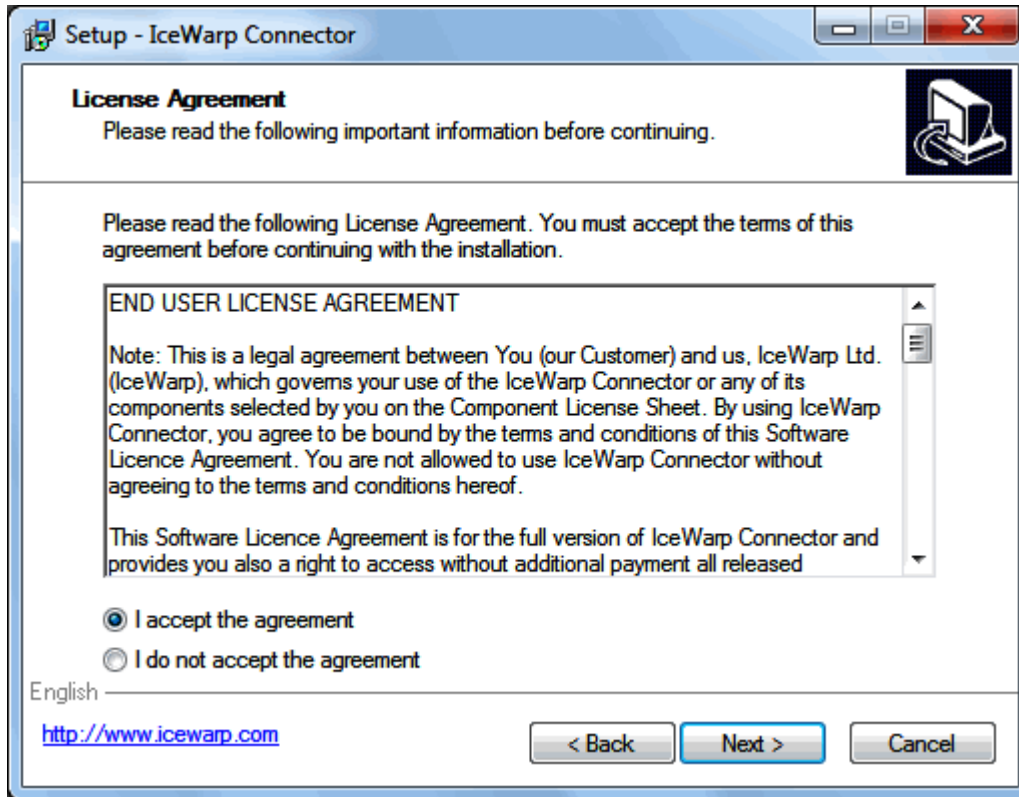 Setup - IceWarp Connector
License Agreement
Please read the following important information before continuing.
Please read the following License Agreement. You must accept the terms of this
agreement before continuing with the installation.
END USER LICENSE AGREEMENT
Note: This is a legal agreement between You (our Customer) and us, IceWarp Ltd.
(IceWarp), which governs your use of the IceWarp Connector or any of its
components selected by you on the Component License Sheet. By using IceWarp
Connector, you agree to be bound by the terms and conditions of this Software
Licence Agreement. You are not allowed to use IceWarp Connector without
agreeing to the terms and conditions hereof.
This Software Licence Agreement is for the full version of IceWarp Connector and
provides you also a right to access without additional payment all released
I accept the agreement
I do not accept the agreement
English
http://www.icewarp.com
< Back
Next >
Cancel